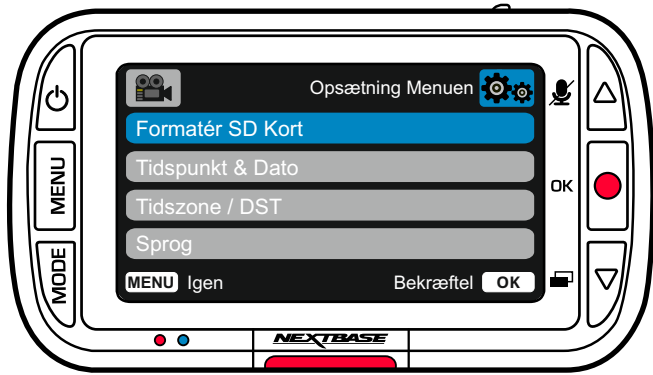 Opsætning Menuen
Formatér SD Kort
MENU
Tidspunkt & Dato
OK
Tidszone / DST
Sprog
MODE
MENU Igen
Bekræftel OK
NEXTBASE